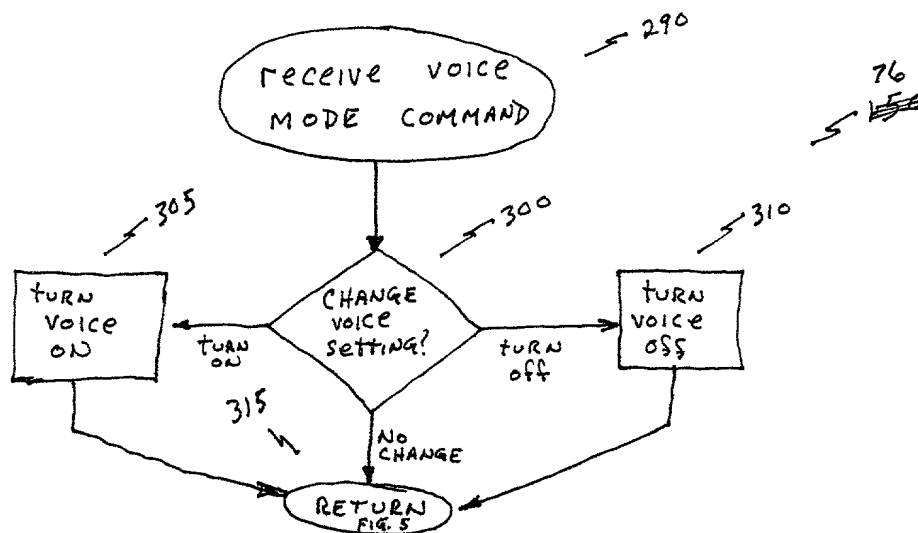 290
receive voice
MODE COMMAND
76
305
300
310
turn
voice
on
CHANGE
voice
setting?
turn
voice
off
turn
on
turn
off
315
NO
CHANGE
RETURN
FIG. 5